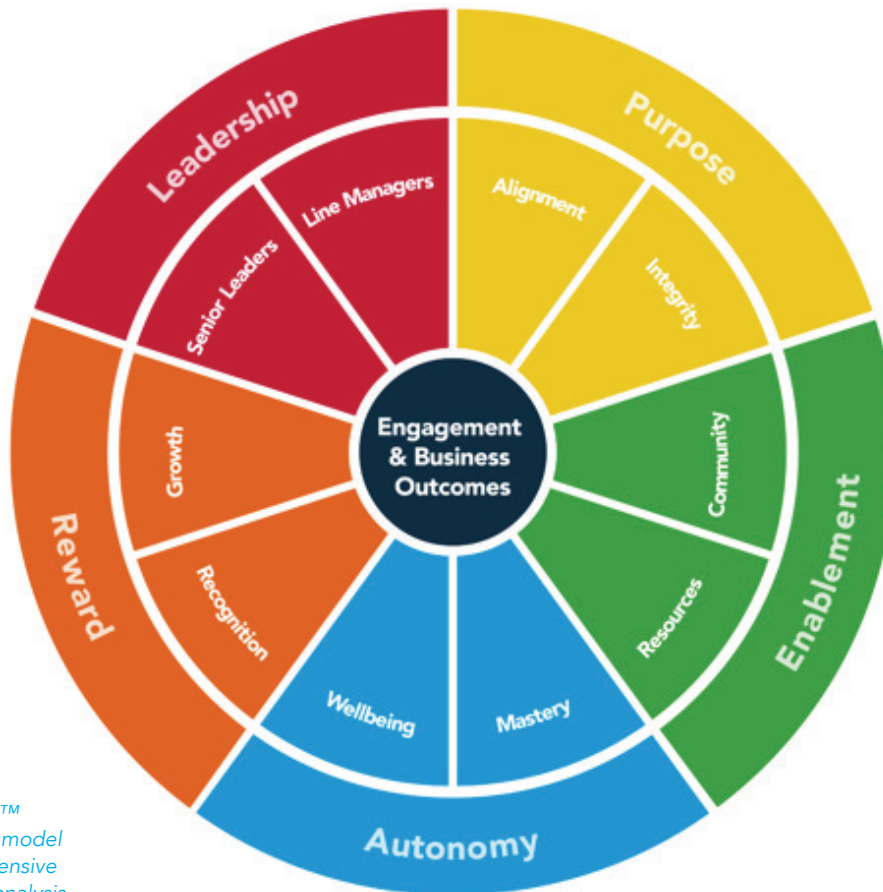 Leadership
Purpose
Line Managers
Alignment
Senior Leaders
Integrity
Engagement
& Business
Outcomes
Growth
Community
Reward
Enablement
Recognition
Resources
Wellbeing
Mastery
Autonomy
™
model